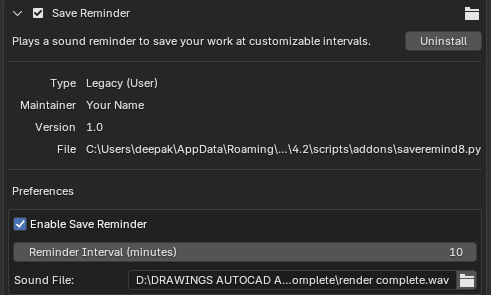 Save Reminder
Plays a sound reminder to save your work at customizable intervals.
Uninstall
Type Legacy (User)
Maintainer Your Name
Version 1.0
File C:\Users\deepak\AppData\Roaming\...\4.2\scripts\addons\saveremind8.py
Preferences
Enable Save Reminder
Reminder Interval (minutes) 10
Sound File: D:\DRAWINGS AUTOCAD A...omplete\render complete.wav